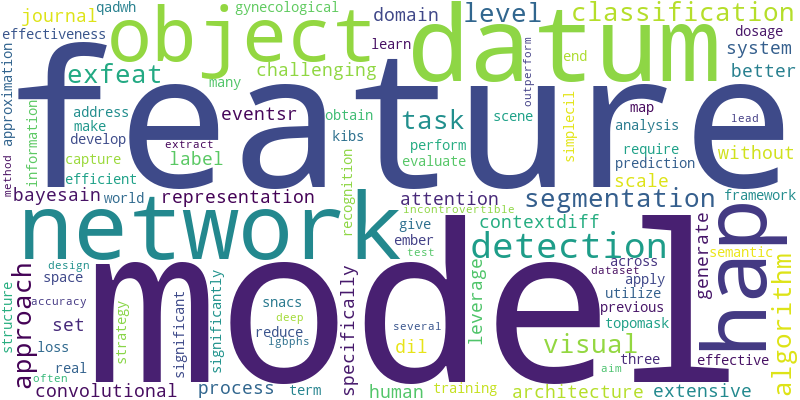 journal
qadwh
gynecological
domain
level
classification
effectiveness
object
datum
learn
dosage
system
exfeat
challenging
end
better
many
feature
approximation
method
information
address
make
develop
efficient
capture
extract
eventsr
label
obtain
kibs
recognition
task
perform
evaluate
scene
outperform
simplecil
map
lead
analysis
require
prediction
without
scale
bayesain
world
representation
attention
incontrovertible
segmentation
framework
network
give
ember
test
contextdiff
detection
semantic
hap
generate
algorithm
model
design
space
structure
accuracy
approach
set
loss
real
often
convolutional
strategy
significant
significantly
snacs
deep
reduce
lgbphs
process
term
specifically
several
dil
human
training
leverage
across
dataset
apply
utilize
previous
topomask
visual
three
effective
aim
architecture
extensive